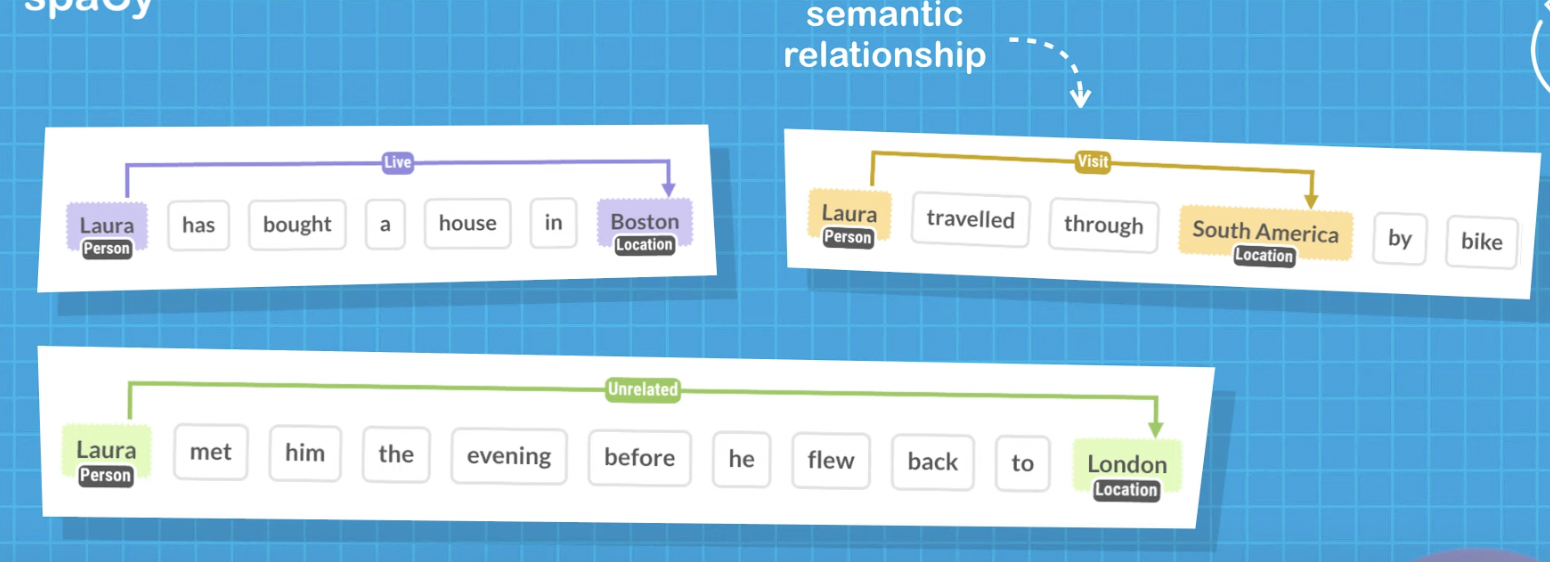 spaCy
semantic
relationship
Live
Laura has bought a house in Boston
Person Location
Visit
Laura travelled through South America by bike
Person Location
Unrelated
Laura met him the evening before he flew back to London
Person Location